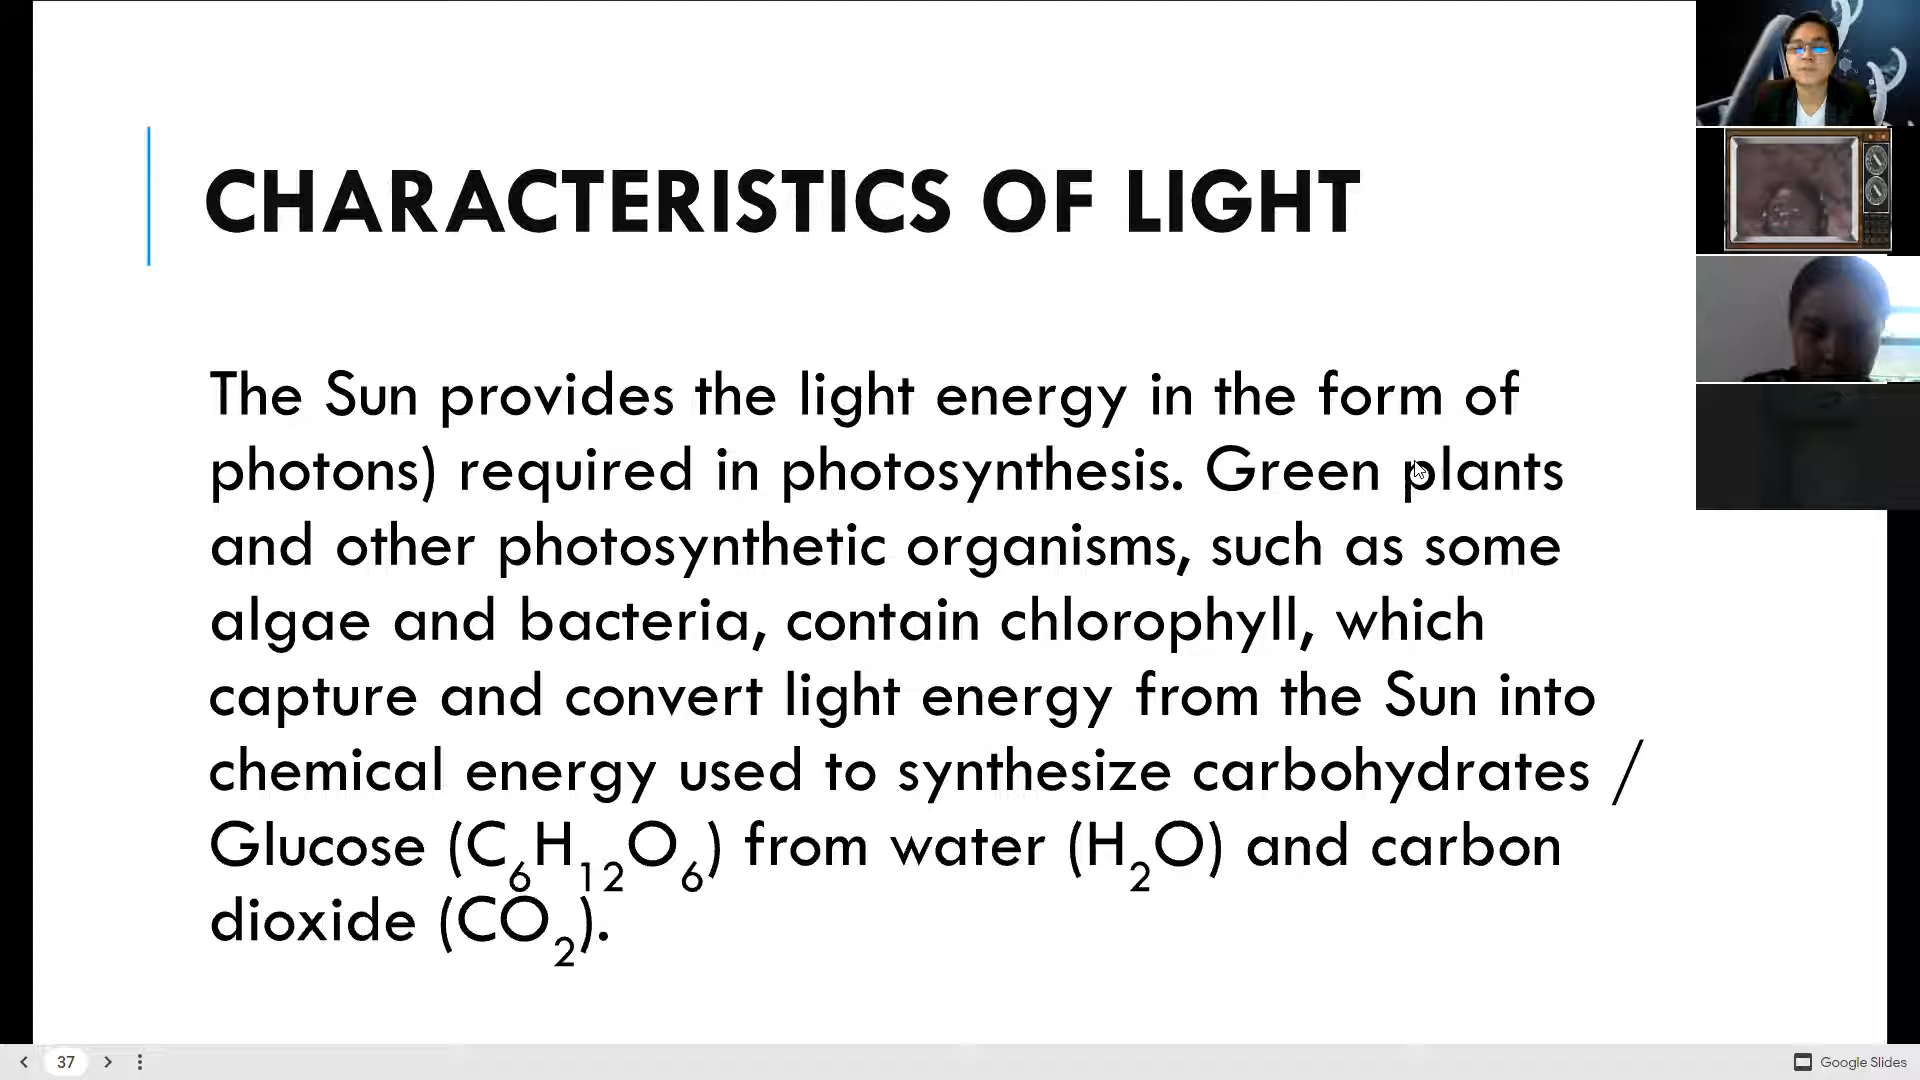 CHARACTERISTICS OF LIGHT
The Sun provides the light energy in the form of
photons) required in photosynthesis. Green plants
and other photosynthetic organisms, such as some
algae and bacteria, contain chlorophyll, which
capture and convert light energy from the Sun into
chemical energy used to synthesize carbohydrates /
Glucose (C₆H₁₂O₆) from water (H₂O) and carbon
dioxide (CO₂).
37
Google Slides